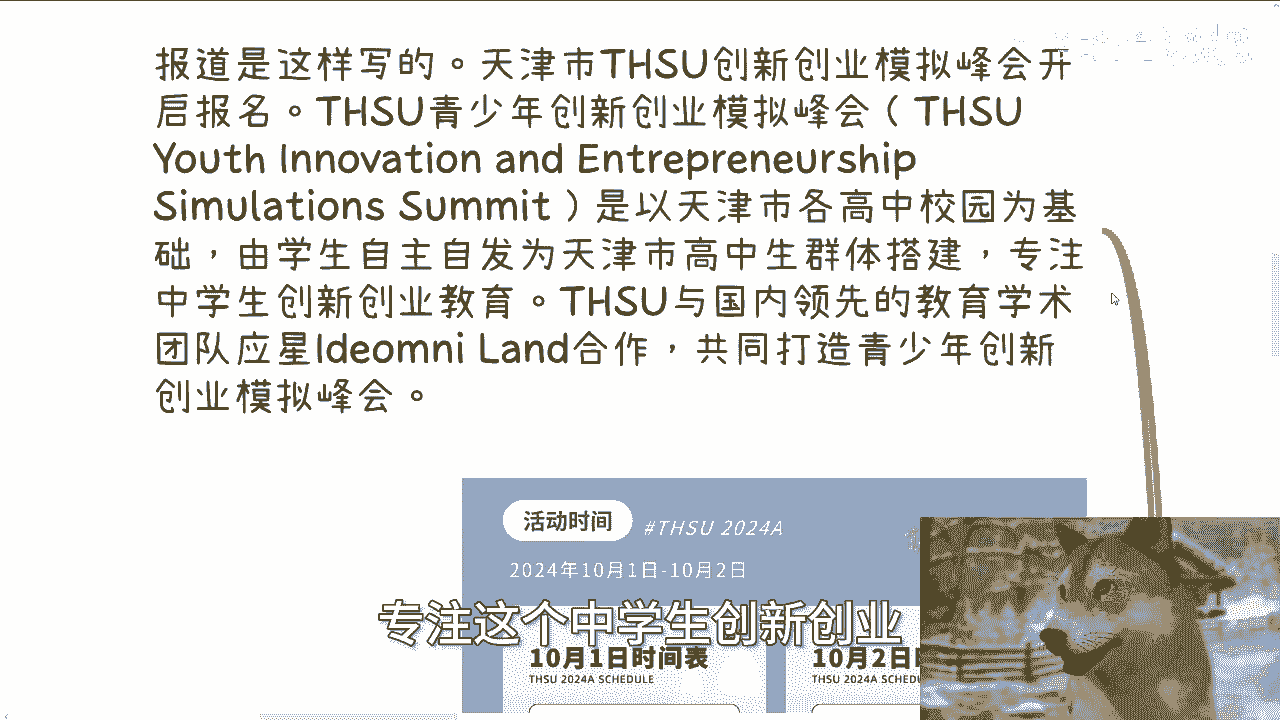 报道是这样写的。天津市THSU创新创业模拟峰会开
启报名。THSU青少年创新创业模拟峰会（THSU
Youth Innovation and Entrepreneurship
Simulations Summit）是以天津市各高中校园为基
础，由学生自主自发为天津市高中生群体搭建，专注
中学生创新创业教育。THSU与国内领先的教育学术
团队应星Ideomni Land合作，共同打造青少年创新
创业模拟峰会。
活动时间 #THSU 2024A
2024年10月1日-10月2日
专注这个中学生创新创业
10月1日时间表 10月2日
THSU 2024A SCHEDULE THSU 2024A